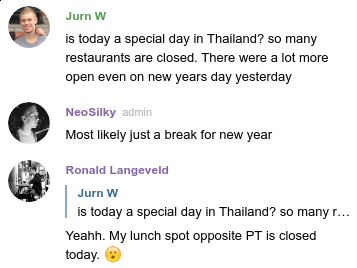 Jurn W
is today a special day in Thailand? so many
restaurants are closed. There were a lot more
open even on new years day yesterday
NeoSilky admin
Most likely just a break for new year
Ronald Langeveld
Jurn W
is today a special day in Thailand? so many r…
Yeahh. My lunch spot opposite PT is closed
today. 😮